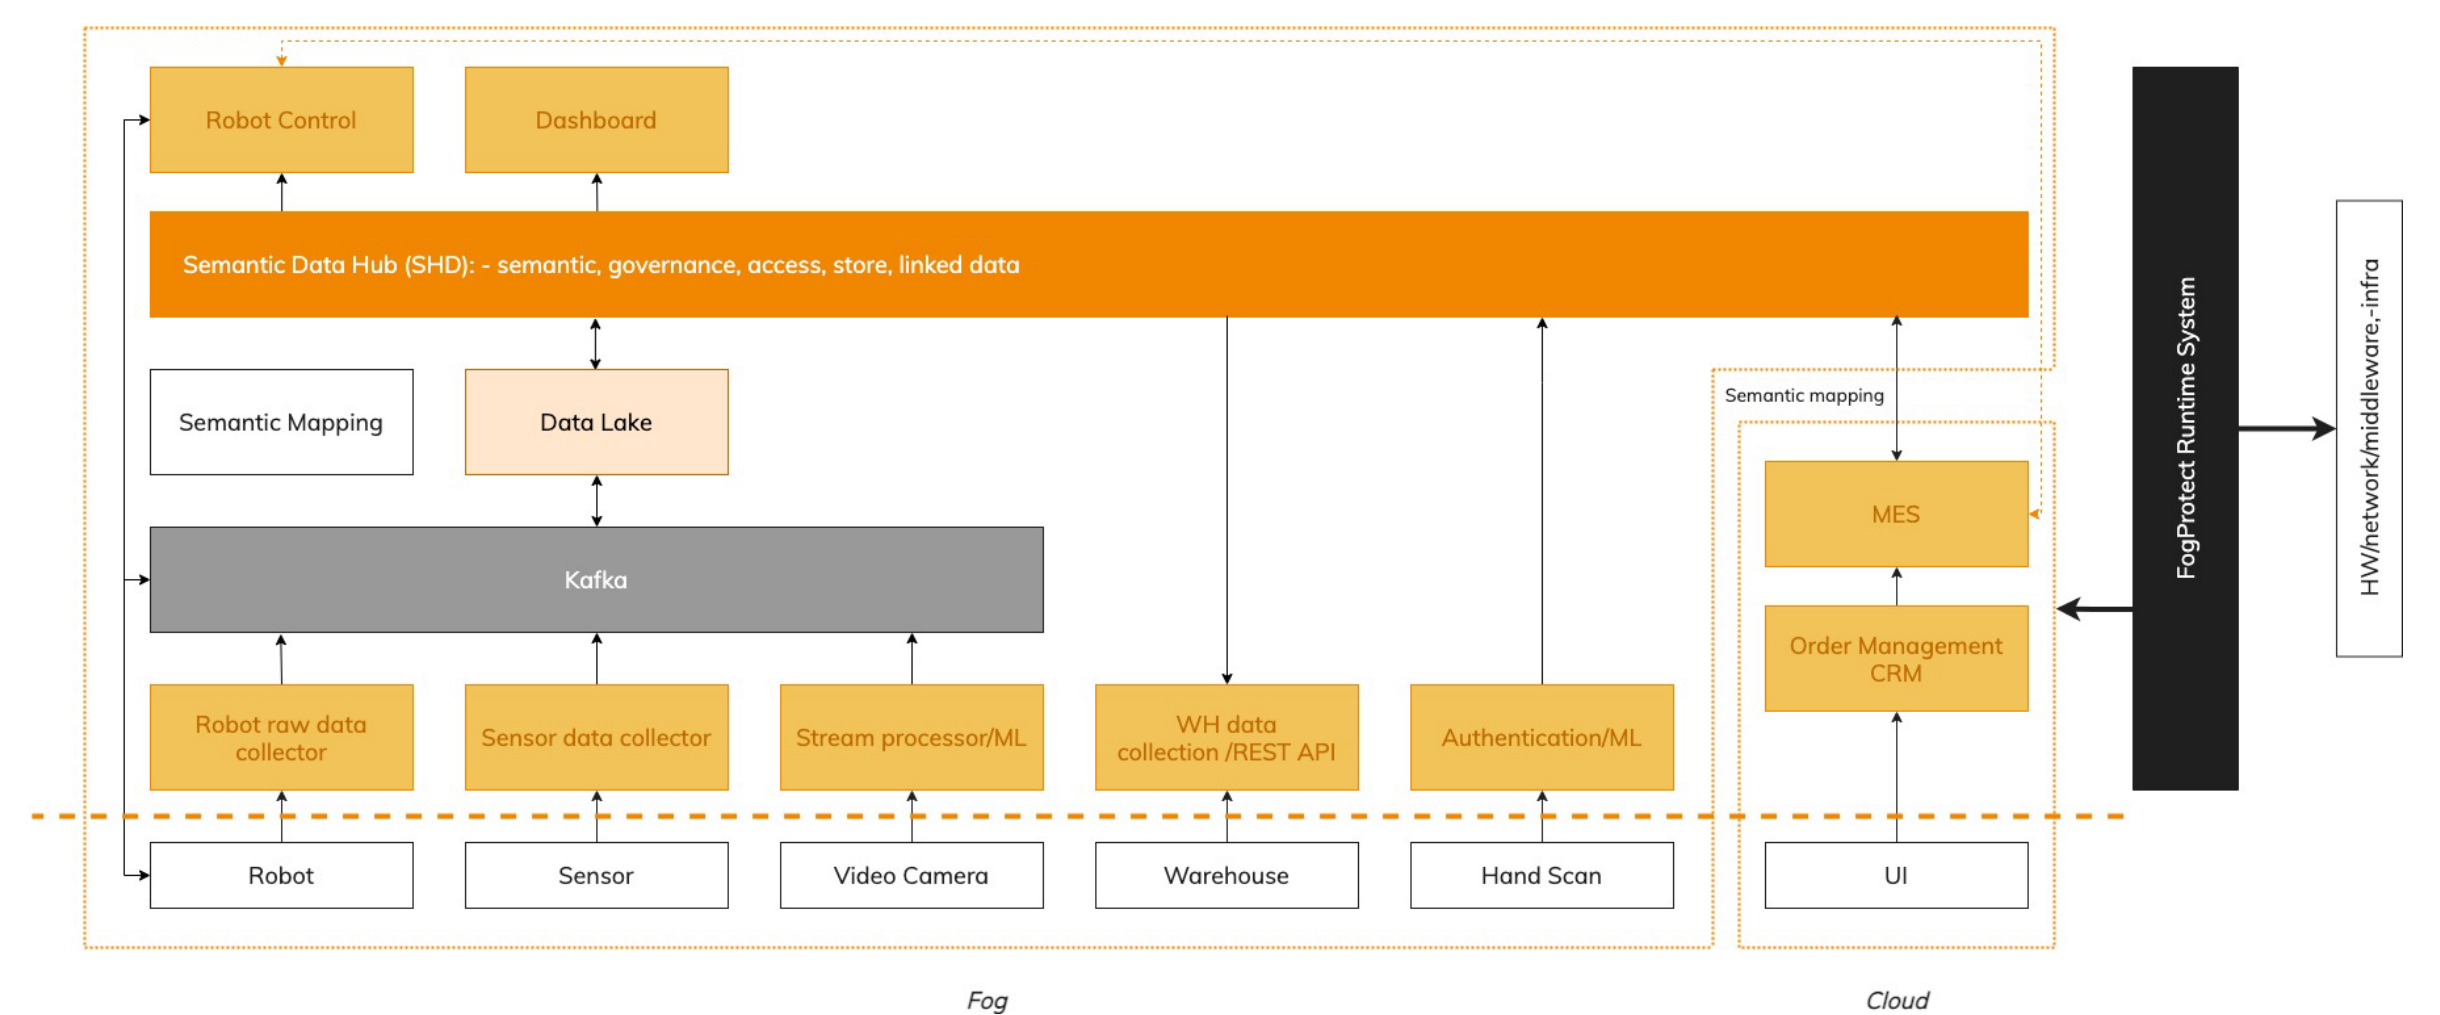 Robot Control
Dashboard
Semantic Data Hub (SHD): - semantic, governance, access, store, linked data
Semantic Mapping
Data Lake
Semantic mapping
MES
Kafka
Order Management
CRM
Robot raw data
collector
Sensor data collector
Stream processor/ML
WH data
collection /REST API
Authentication/ML
Robot
Sensor
Video Camera
Warehouse
Hand Scan
UI
FogProtect Runtime System
HW/network/middleware,-infra
Fog
Cloud